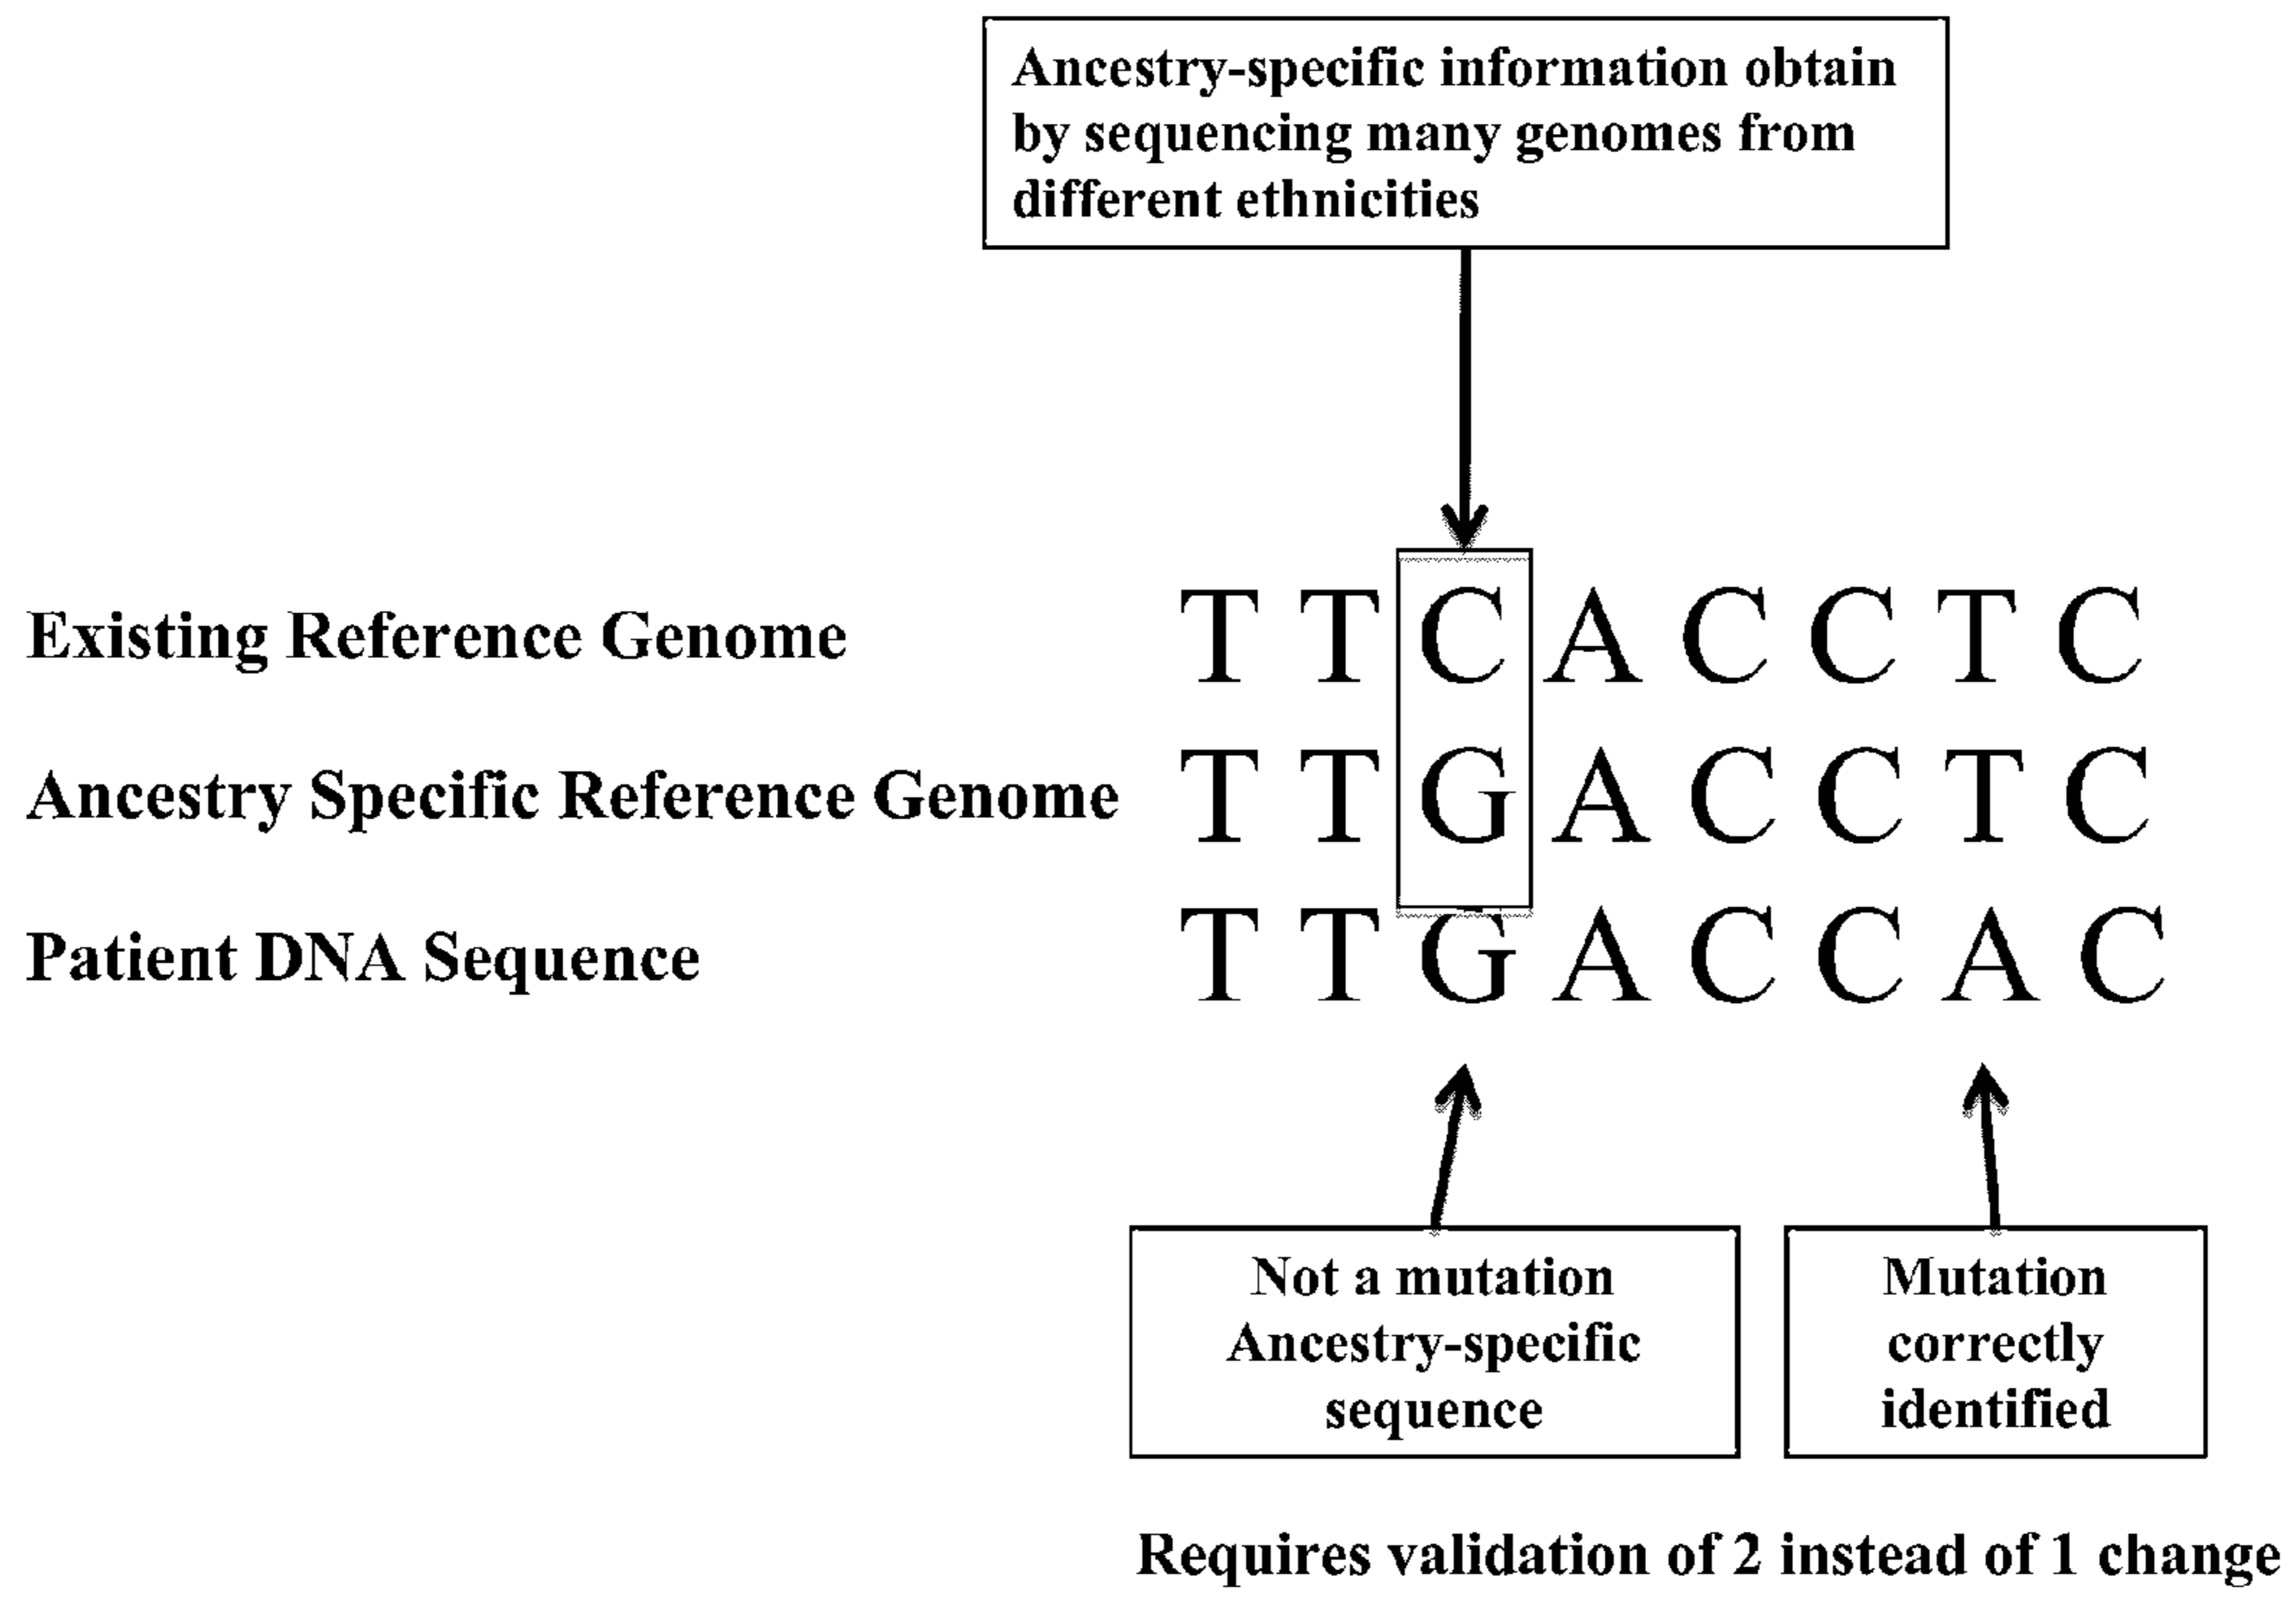 Ancestry-specific information obtain
by sequencing many genomes from
different ethnicities
Existing Reference Genome T T C A C C T C
Ancestry Specific Reference Genome T T G A C C T C
Patient DNA Sequence T T G A C C A C
Not a mutation
Ancestry-specific
sequence
Mutation
correctly
identified
Requires validation of 2 instead of 1 change